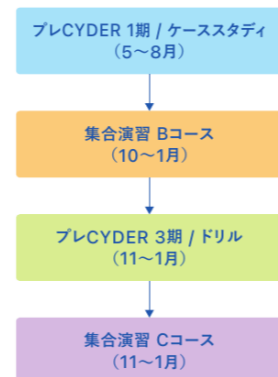 プレCYDER 1期 / ケーススタディ
（5～8月）
集合演習 Bコース
（10～1月）
プレCYDER 3期 / ドリル
（11～1月）
集合演習 Cコース
（11～1月）